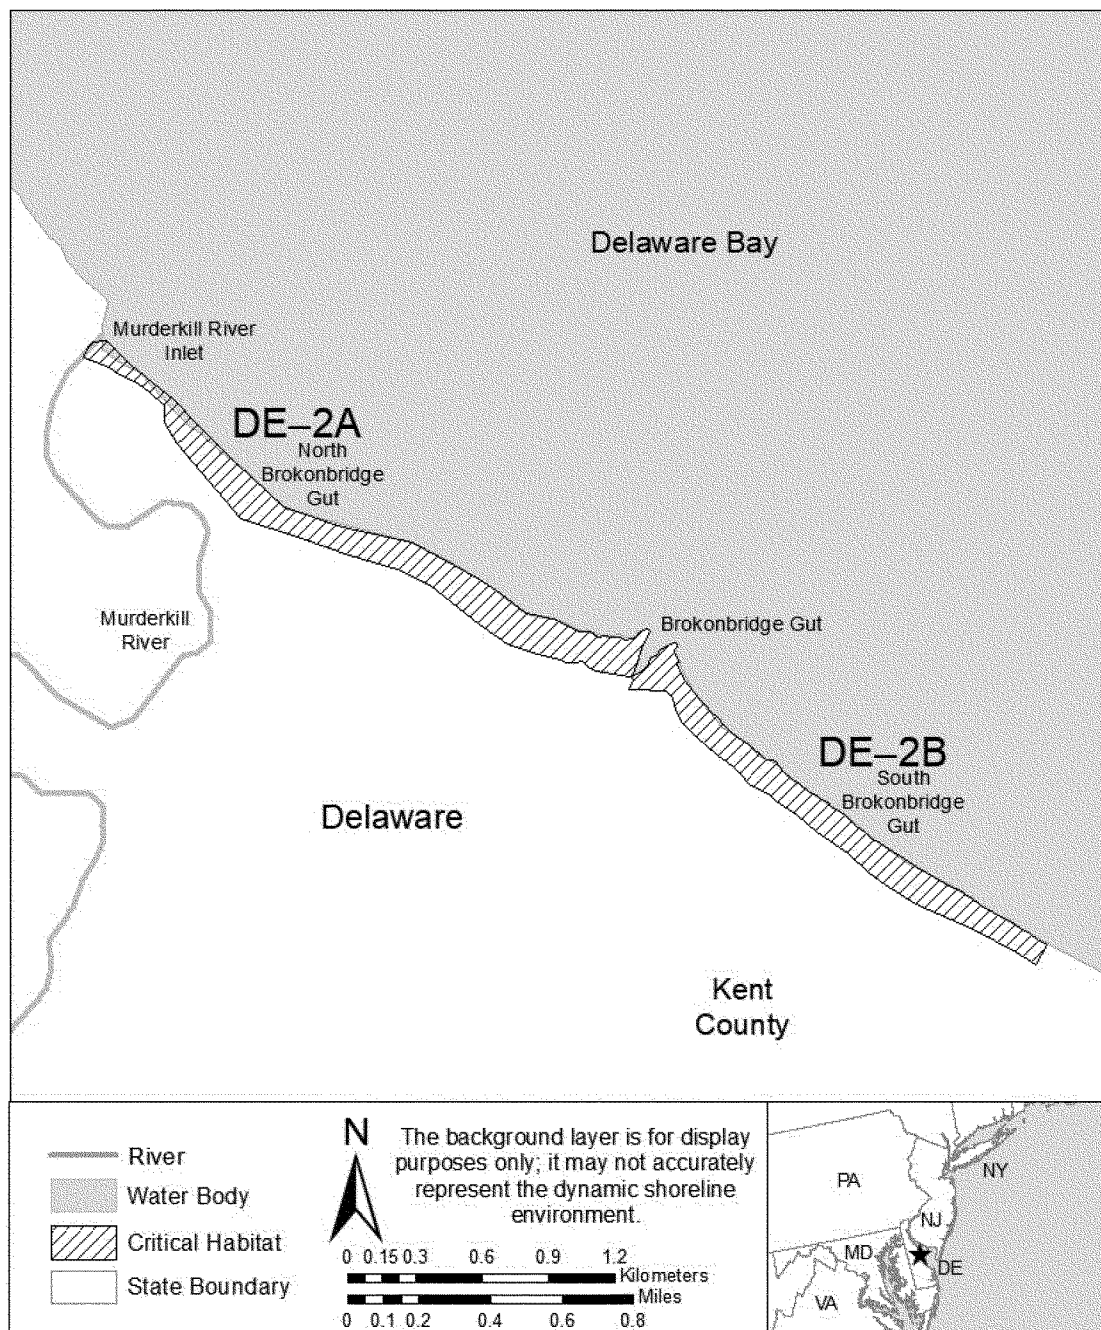 Delaware Bay
Murderkill River
Inlet
DE–2A
North
Brokonbridge
Gut
Murderkill
River
Brokonbridge Gut
DE–2B
South
Brokonbridge
Gut
Delaware
Kent
County
River
Water Body
Critical Habitat
State Boundary
N
The background layer is for display
purposes only; it may not accurately
represent the dynamic shoreline
environment.
0 0.15 0.3 0.6 0.9 1.2
Kilometers
Miles
0 0.1 0.2 0.4 0.6 0.8
NY
PA
NJ
MD
DE
VA